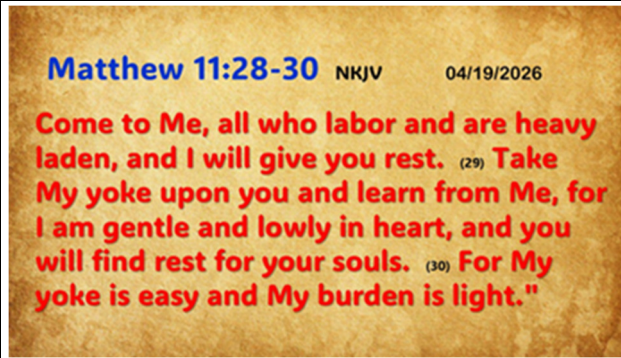 Matthew 11:28-30 NKJV 04/19/2026
Come to Me, all who labor and are heavy
laden, and I will give you rest. (29) Take
My yoke upon you and learn from Me, for
I am gentle and lowly in heart, and you
will find rest for your souls. (30) For My
yoke is easy and My burden is light."